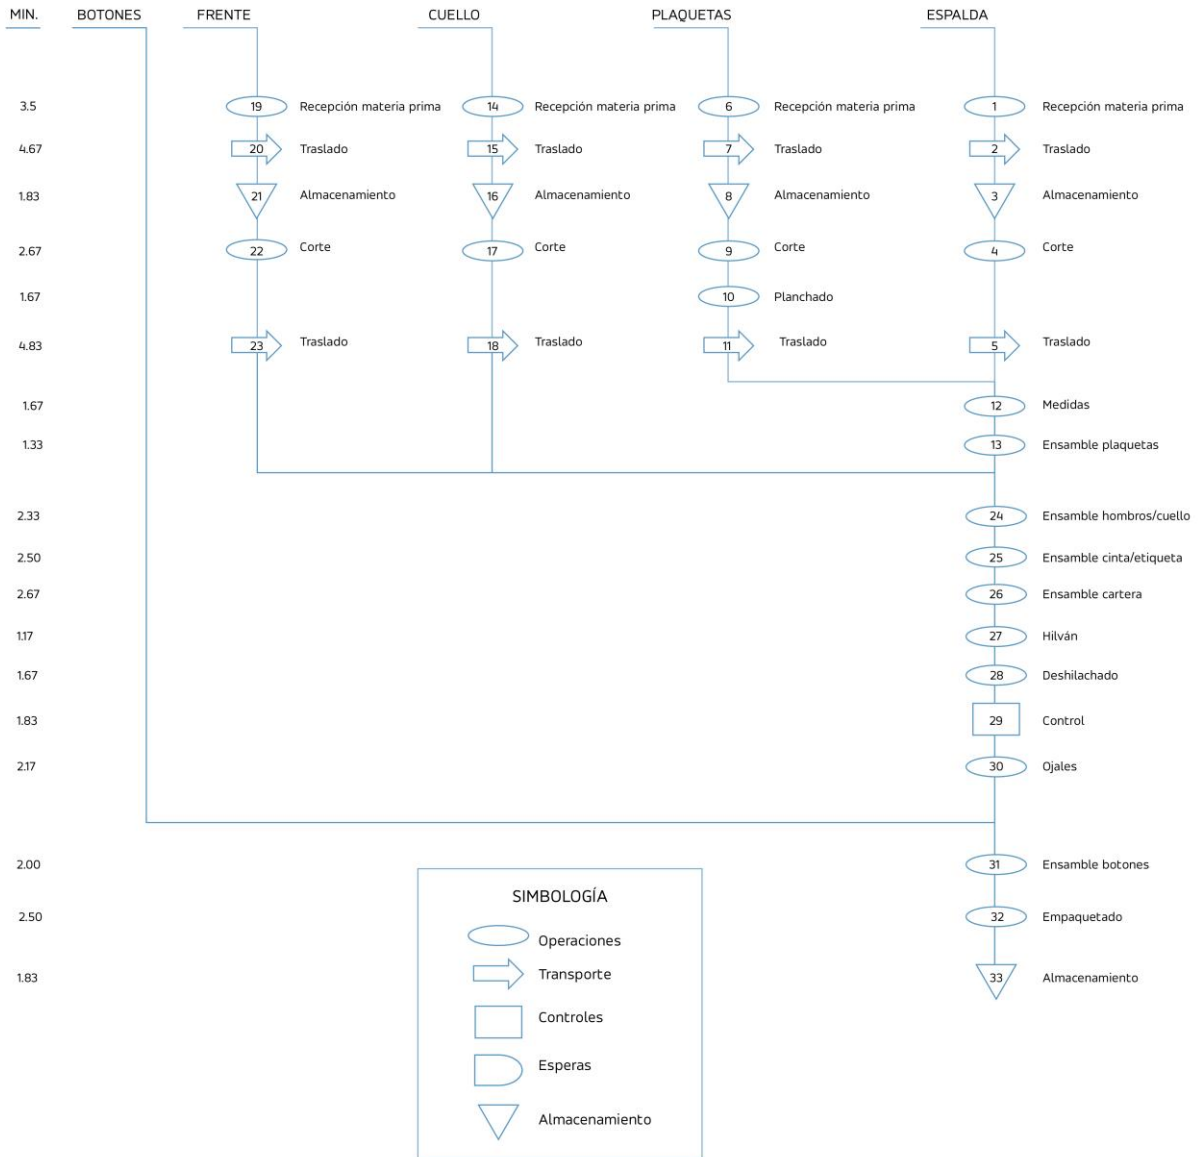 MIN. BOTONES FRENTE CUELLO PLAQUETAS ESPALDA
3.5 19 Recepción materia prima 14 Recepción materia prima 6 Recepción materia prima 1 Recepción materia prima
4.67 20 Traslado 15 Traslado 7 Traslado 2 Traslado
1.83 21 Almacenamiento 16 Almacenamiento 8 Almacenamiento 3 Almacenamiento
2.67 22 Corte 17 Corte 9 Corte 4 Corte
1.67 10 Planchado
4.83 23 Traslado 18 Traslado 11 Traslado 5 Traslado
1.67 12 Medidas
1.33 13 Ensamble plaquetas
2.33 24 Ensamble hombros/cuello
2.50 25 Ensamble cinta/etiqueta
2.67 26 Ensamble cartera
1.17 27 Hilván
1.67 28 Deshilachado
1.83 29 Control
2.17 30 Ojales
2.00 31 Ensamble botones
2.50 32 Empaquetado
1.83 33 Almacenamiento
SIMBOLOGÍA
Operaciones
Transporte
Controles
Esperas
Almacenamiento